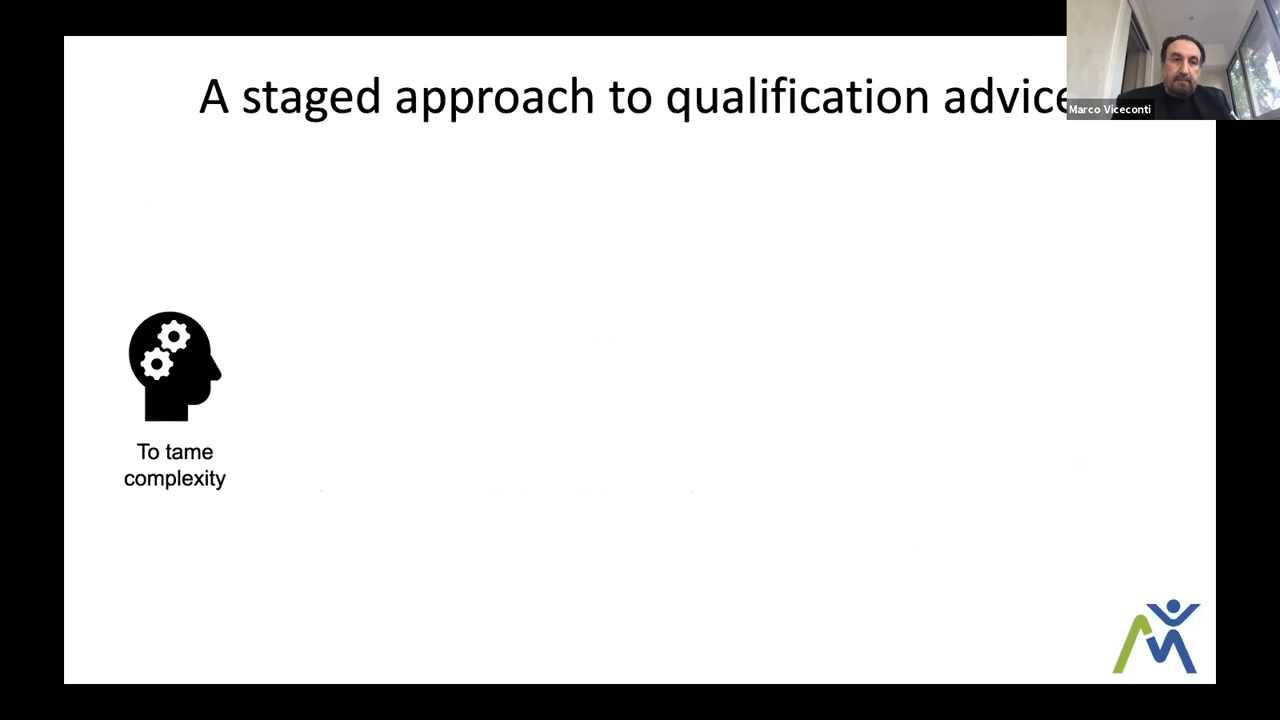 A staged approach to qualification advice
Marco Viceconti
To tame
complexity